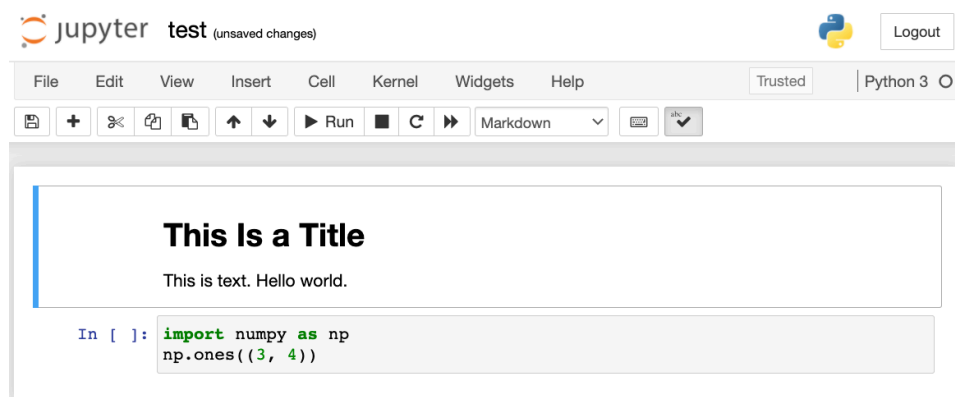 jupyter test (unsaved changes) Logout
File Edit View Insert Cell Kernel Widgets Help Trusted Python 3
Run Markdown abc
This Is a Title
This is text. Hello world.
In [ ]: import numpy as np
np.ones((3, 4))